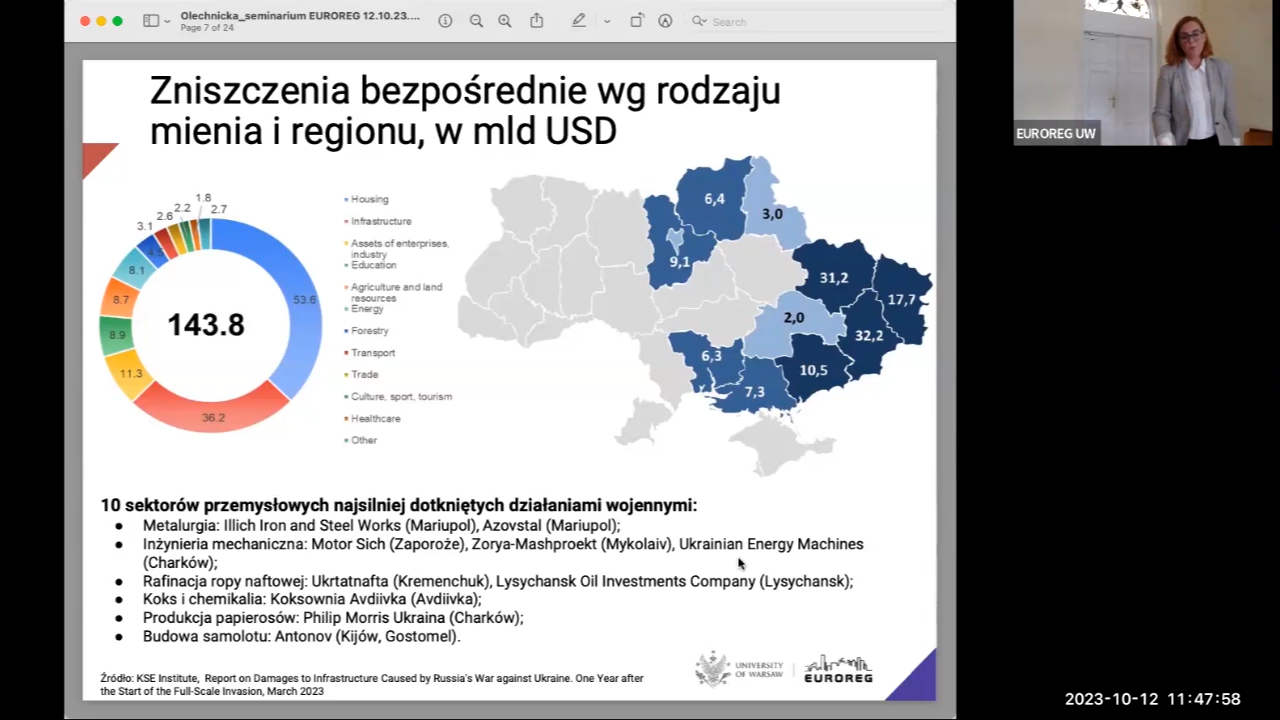 Olechnicka_seminarium EUROREG 12.10.23....
Page 7 of 24
Search
EUROREG UW
Zniszczenia bezpośrednie wg rodzaju
mienia i regionu, w mld USD
1.8
2.2
2.7
2.6
3.1
4.5
8.1
8.7
8.9
11.3
36.2
53.6
143.8
Housing
Infrastructure
Assets of enterprises,
industry
Education
Agriculture and land
resources
Energy
Forestry
Transport
Trade
Culture, sport, tourism
Healthcare
Other
6,4
3,0
9,1
31,2
17,7
2,0
32,2
6,3
10,5
7,3
10 sektorów przemysłowych najsilniej dotkniętych działaniami wojennymi:
● Metalurgia: Illich Iron and Steel Works (Mariupol), Azovstal (Mariupol);
● Inżynieria mechaniczna: Motor Sich (Zaporoże), Zorya-Mashproekt (Mykolaiv), Ukrainian Energy Machines
(Charków);
● Rafinacja ropy naftowej: Ukrtatnafta (Kremenchuk), Lysychansk Oil Investments Company (Lysychansk);
● Koks i chemikalia: Koksownia Avdiivka (Avdiivka);
● Produkcja papierosów: Philip Morris Ukraina (Charków);
● Budowa samolotu: Antonov (Kijów, Gostomel).
Źródło: KSE Institute, Report on Damages to Infrastructure Caused by Russia's War against Ukraine. One Year after
the Start of the Full-Scale Invasion, March 2023
UNIVERSITY
OF WARSAW
EUROREG
2023-10-12 11:47:58